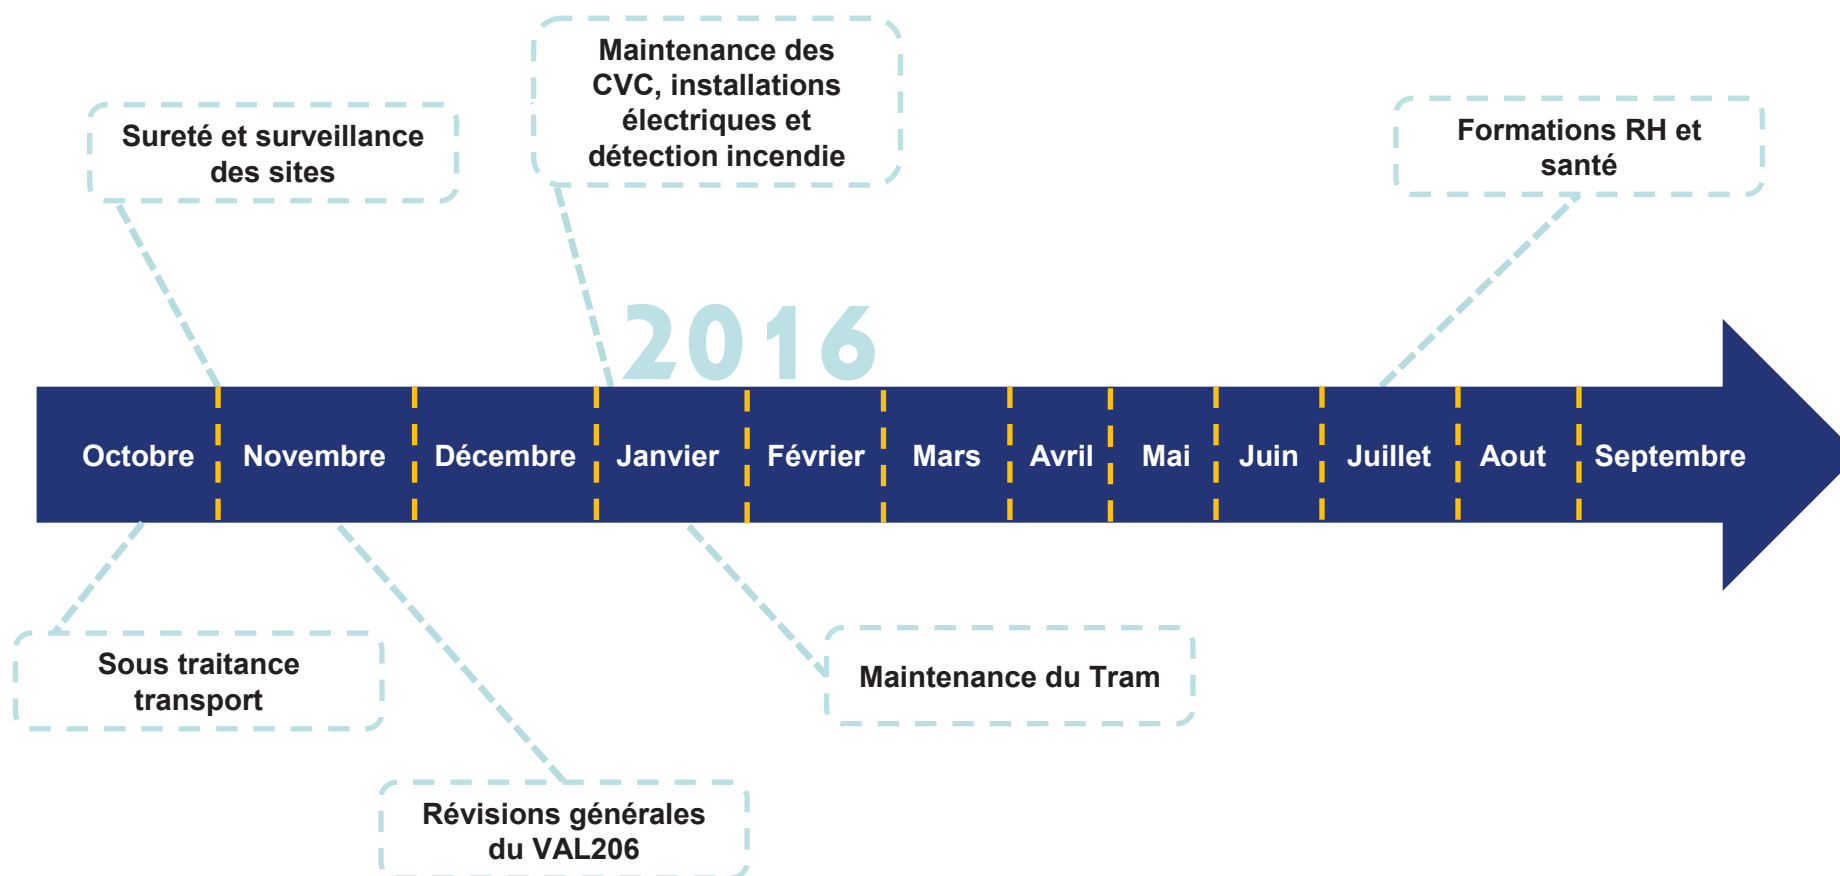 Maintenance des
CVC, installations
électriques et
détection incendie
Sureté et surveillance
des sites
Formations RH et
santé
2016
Octobre
Novembre
Décembre
Janvier
Février
Mars
Avril
Mai
Juin
Juillet
Aout
Septembre
Sous traitance
transport
Maintenance du Tram
Révisions générales
du VAL206